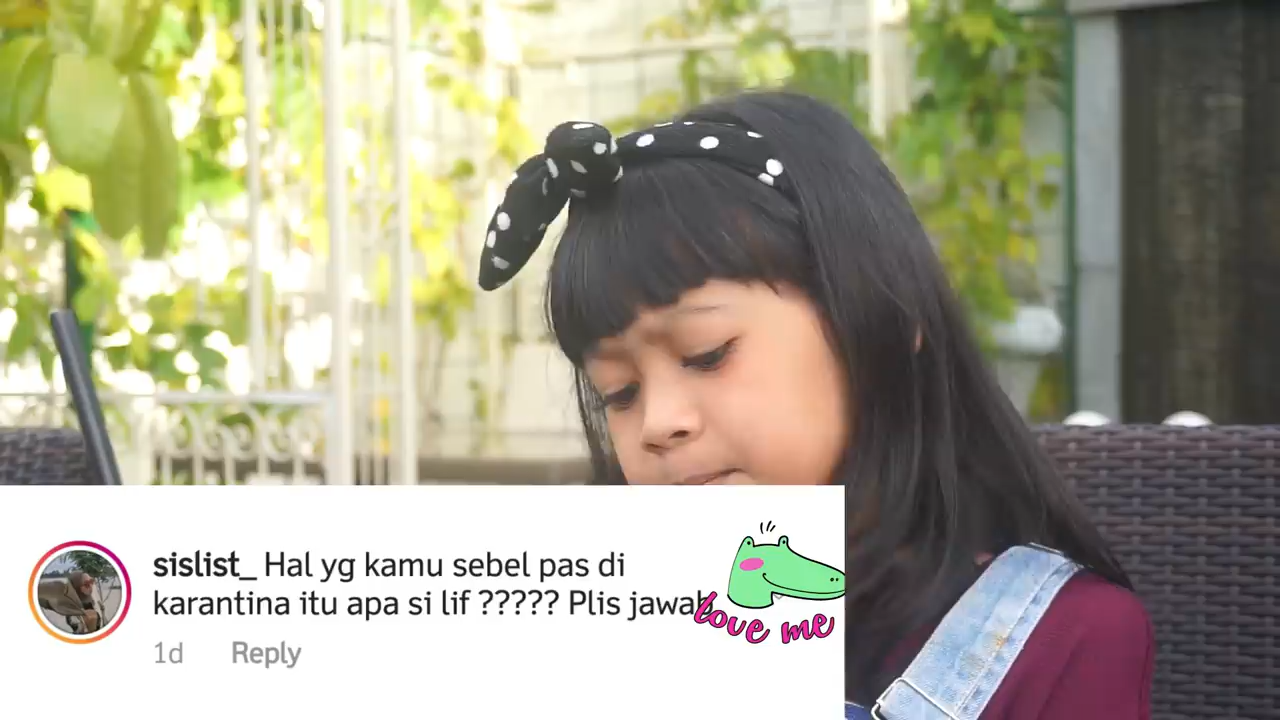 sislist_ Hal yg kamu sebel pas di
karantina itu apa si lif ????? Plis jawab
1d Reply
love me